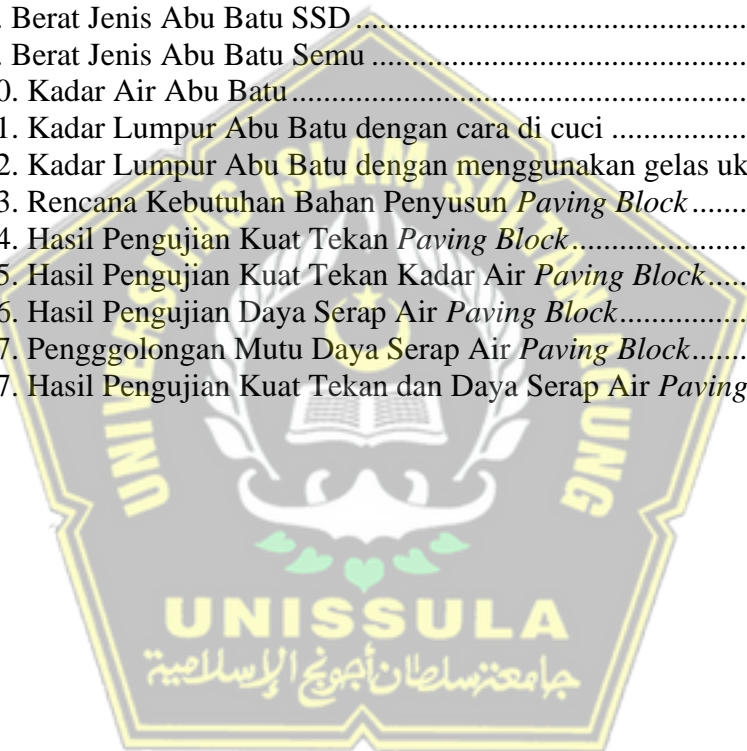 . Berat Jenis Abu Batu SSD
. Berat Jenis Abu Batu Semu
0. Kadar Air Abu Batu
1. Kadar Lumpur Abu Batu dengan cara di cuci
2. Kadar Lumpur Abu Batu dengan menggunakan gelas uk
3. Rencana Kebutuhan Bahan Penyusun Paving Block
4. Hasil Pengujian Kuat Tekan Paving Block
5. Hasil Pengujian Kuat Tekan Kadar Air Paving Block
6. Hasil Pengujian Daya Serap Air Paving Block
7. Pengggolongan Mutu Daya Serap Air Paving Block
7. Hasil Pengujian Kuat Tekan dan Daya Serap Air Paving
UNIVERSITAS ISLAM SULTAN AGUNG
UNISSULA
جامعة سلطان أجونج الإسلامية